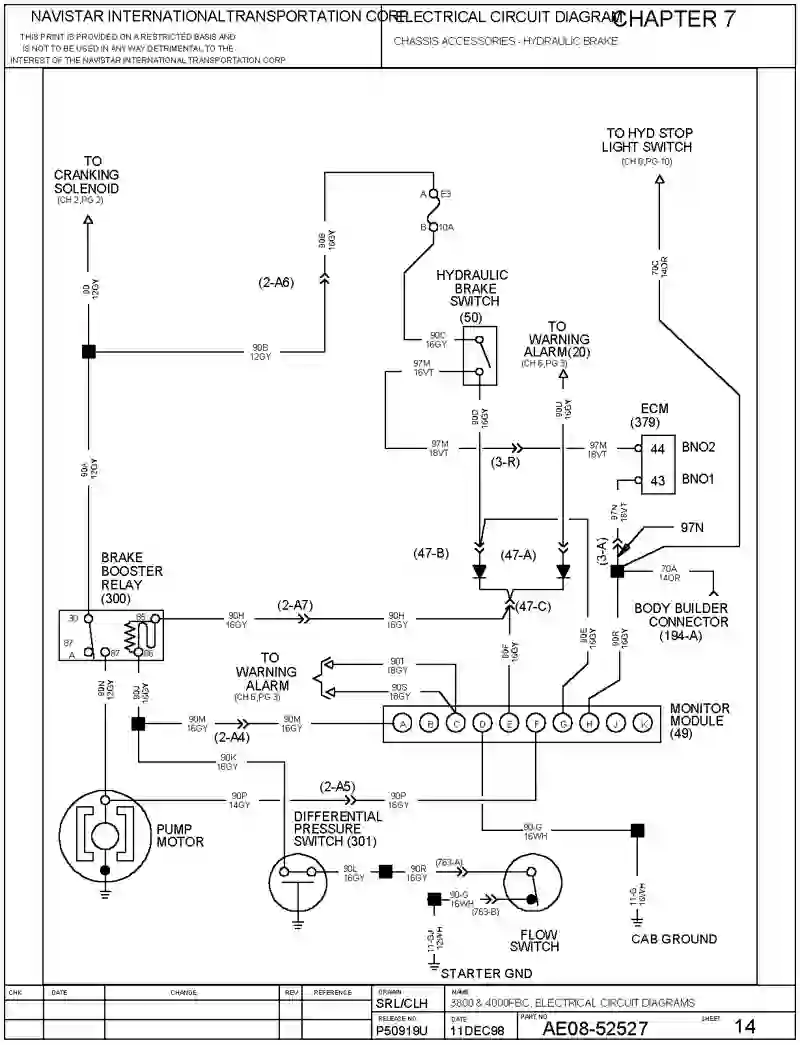 NAVISTAR INTERNATIONAL TRANSPORTATION CORP
THIS PRINT IS PROVIDED ON A RESTRICTED BASIS AND
IS NOT TO BE USED IN ANY WAY DETRIMENTAL TO THE
INTEREST OF THE NAVISTAR INTERNATIONAL TRANSPORTATION CORP
ELECTRICAL CIRCUIT DIAGRAM
CHAPTER 7
CHASSIS ACCESSORIES - HYDRAULIC BRAKE
TO HYD STOP
LIGHT SWITCH
(CH 8,PG-10)
TO
CRANKING
SOLENOID
(CH 2,PG 2)
A E3
B 10A
90B
16GY
70C
14OR
(2-A6)
12GY
HYDRAULIC
BRAKE
SWITCH
(50)
90C
16GY
97M
16VT
TO
WARNING
ALARM(20)
(CH 6,PG 3)
90B
12GY
90D
16GY
90U
16GY
ECM
(379)
44 BNO2
43 BNO1
97M
18VT
(3-R)
97M
18VT
90A
12GY
97N
18VT
97N
(3-A)
(47-B)
(47-A)
(47-C)
70A
14OR
BODY BUILDER
CONNECTOR
(194-A)
BRAKE
BOOSTER
RELAY
(300)
30
85
87
A
87
86
90H
16GY
(2-A7)
90H
16GY
90F
16GY
90E
16GY
90R
16GY
TO
WARNING
ALARM
(CH 6,PG 3)
90T
18GY
90S
18GY
90N
12GY
16GY
90M
16GY
(2-A4)
90M
16GY
A B C D E F G H J K
MONITOR
MODULE
(49)
90K
16GY
90P
14GY
(2-A5)
90P
16GY
PUMP
MOTOR
DIFFERENTIAL
PRESSURE
SWITCH (301)
90-G
16WH
90L
16GY
90R
16GY
(763-A)
90-G
16WH
(763-B)
11-GJ
12WH
11-G
16WH
FLOW
SWITCH
CAB GROUND
STARTER GND
CHK
DATE
CHANGE
REV
REFERENCE
DRAWN
SRL/CLH
NAME
3800 & 4000FBC, ELECTRICAL CIRCUIT DIAGRAMS
RELEASE NO.
P50919U
DATE
11DEC98
PART NO.
AE08-52527
SHEET
14